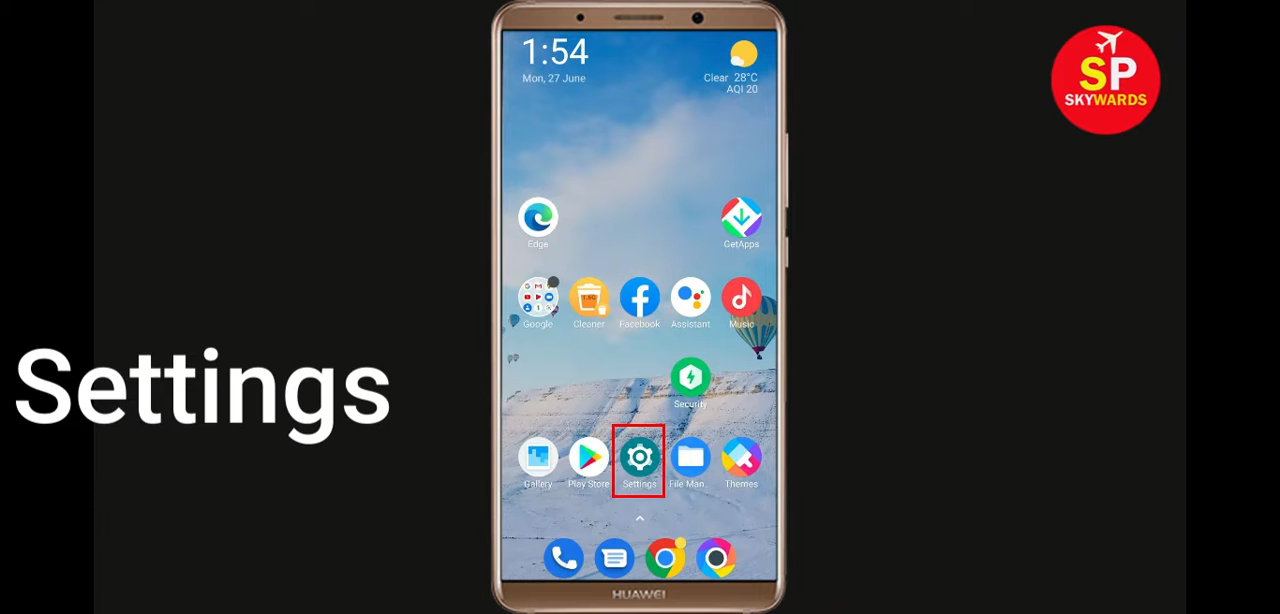 1:54
Mon, 27 June
Clear 28°C
AQI 20
SP
SKYWARDS
Edge
GetApps
Google
Cleaner
Facebook
Assistant
Music
Security
Settings
Gallery
Play Store
Settings
File Man...
Themes
HUAWEI